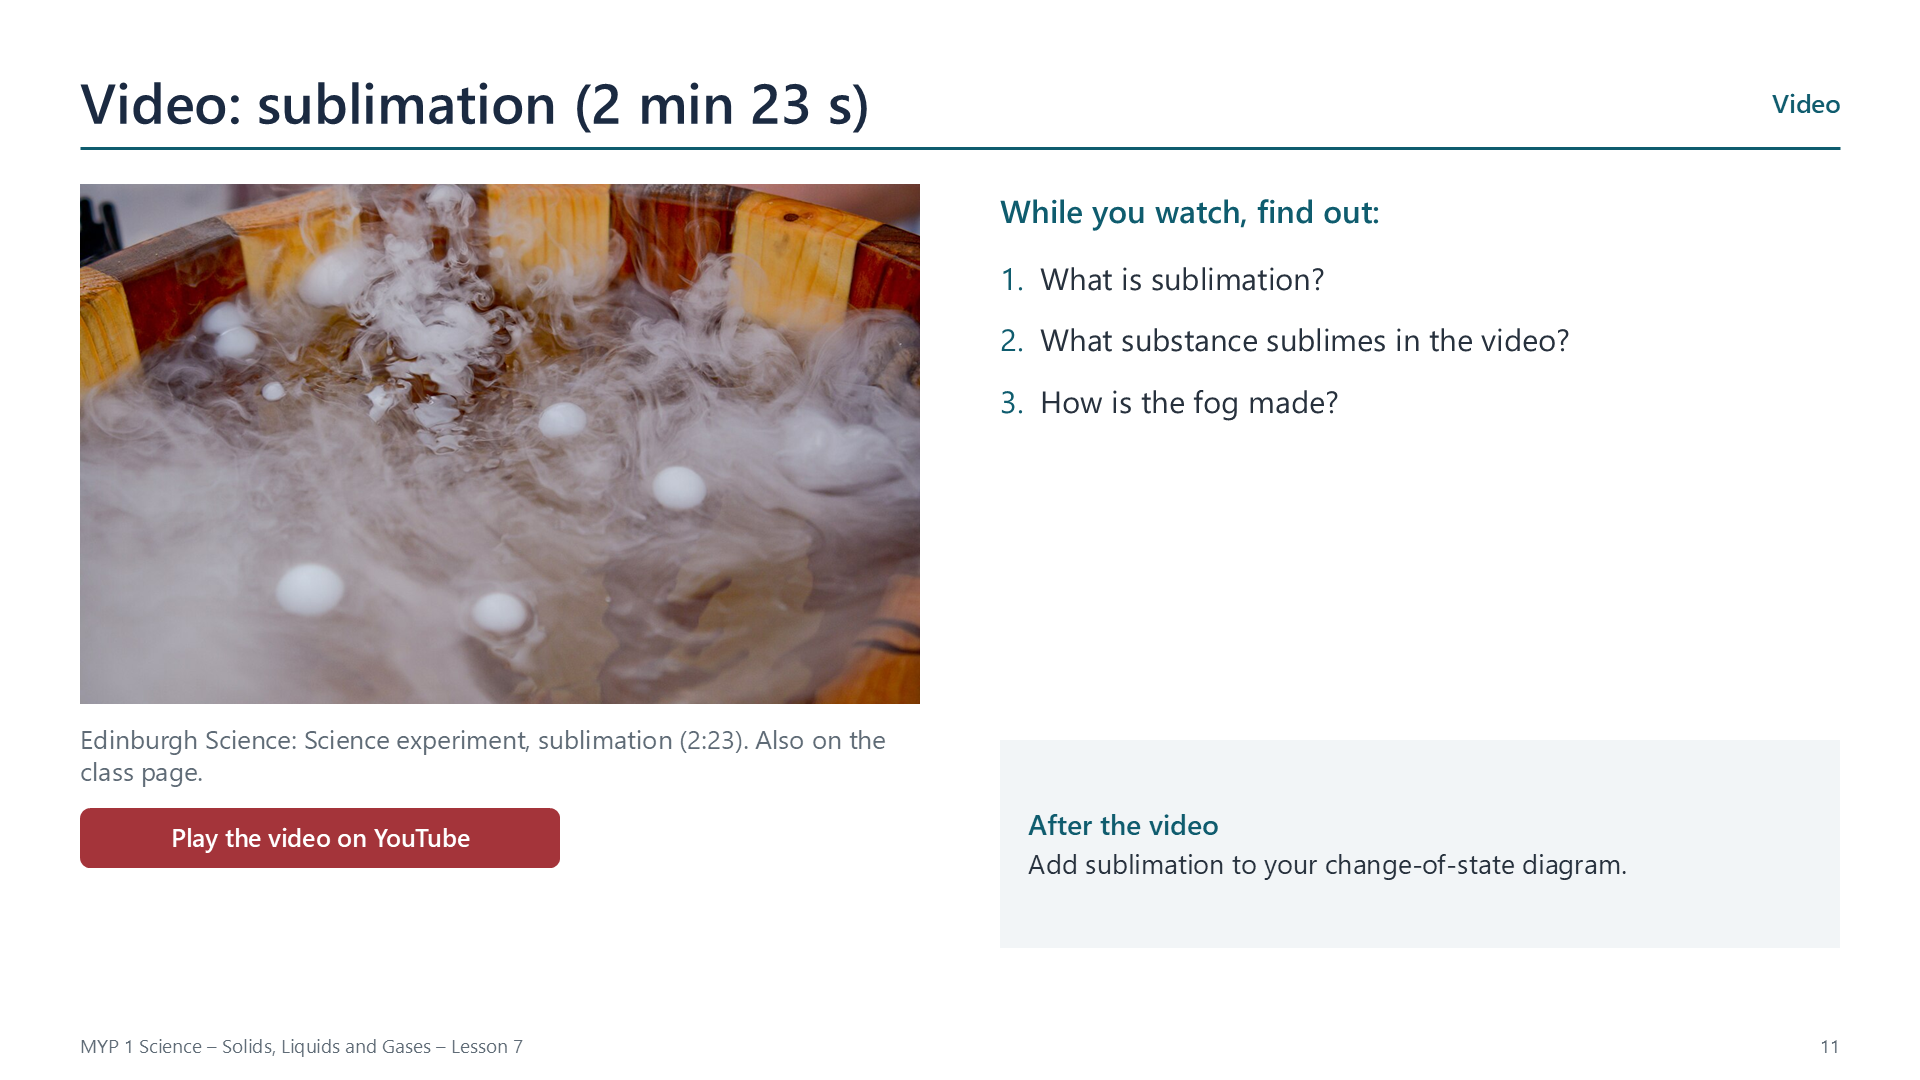 Video: sublimation (2 min 23 s)
Video
Edinburgh Science: Science experiment, sublimation (2:23). Also on the
class page.
Play the video on YouTube
While you watch, find out:
1. What is sublimation?
2. What substance sublimes in the video?
3. How is the fog made?
After the video
Add sublimation to your change-of-state diagram.
MYP 1 Science – Solids, Liquids and Gases – Lesson 7
11